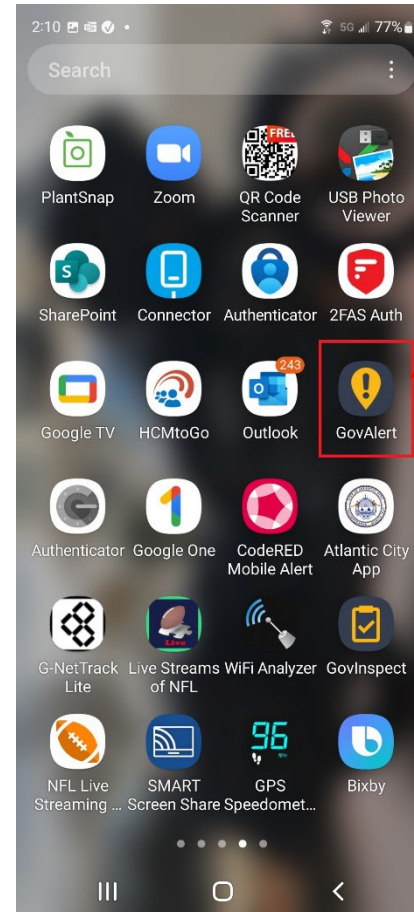 2:10
5G 77%
Search
FREE
PlantSnap
Zoom
QR Code
Scanner
USB Photo
Viewer
S
SharePoint
Connector
Authenticator
2FAS Auth
243
Google TV
HCMtoGo
Outlook
GovAlert
Authenticator
Google One
CodeRED
Mobile Alert
Atlantic City
App
Live
G-NetTrack
Lite
Live Streams
of NFL
WiFi Analyzer
GovInspect
96
NFL Live
Streaming ...
SMART
Screen Share
GPS
Speedomet...
Bixby